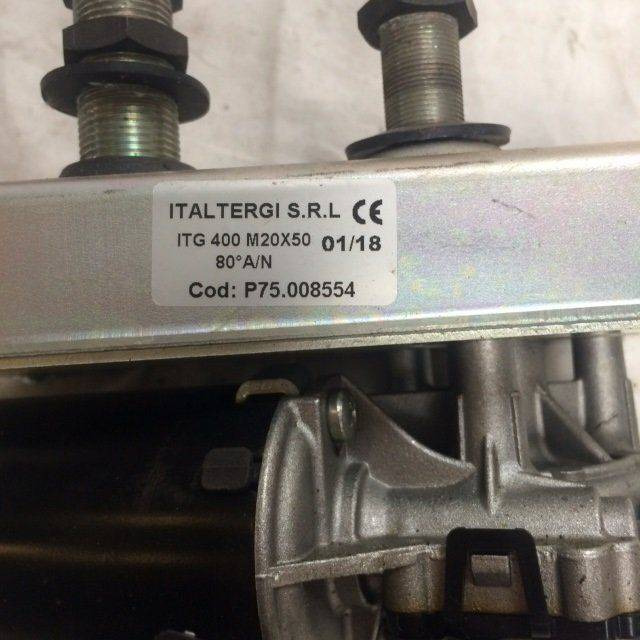 ITALTERGI S.R.L CE
ITG 400 M20X50 01/18
80°A/N
Cod: P75.008554